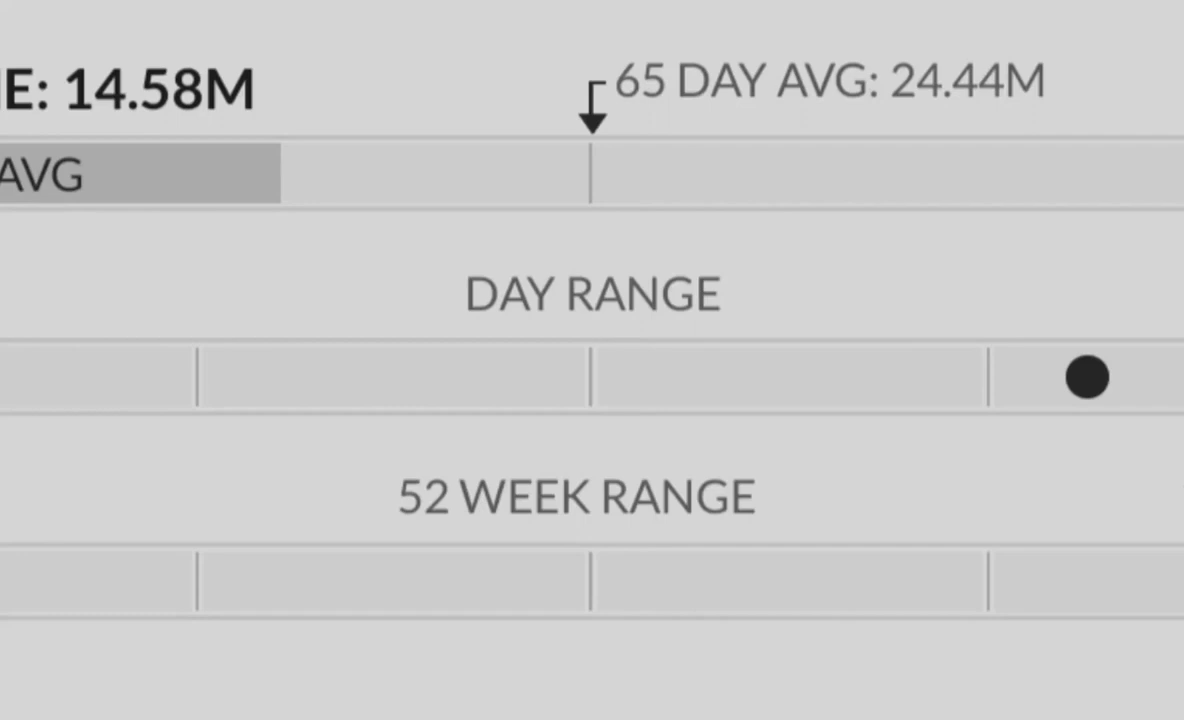 E: 14.58M
65 DAY AVG: 24.44M
AVG
DAY RANGE
52 WEEK RANGE